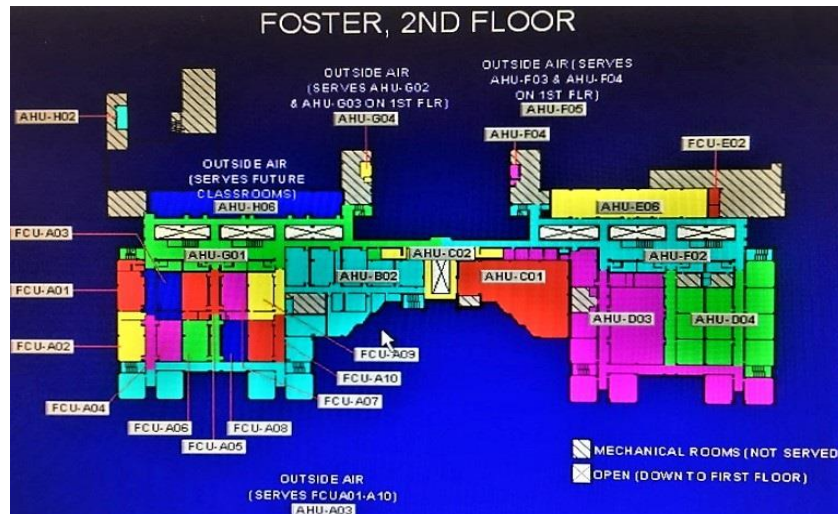 FOSTER, 2ND FLOOR
OUTSIDE AIR
(SERVES AHU-G02
& AHU-G03 ON 1ST FLR)
AHU-G04
OUTSIDE AIR (SERVES
AHU-F03 & AHU-F04
ON 1ST FLR)
AHU-F05
AHU-H02
AHU-F04
FCU-E02
OUTSIDE AIR
(SERVES FUTURE
CLASSROOMS)
AHU-H06
AHU-E06
FCU-A03
AHU-G01
AHU-C02
AHU-F02
AHU-B02
AHU-C01
FCU-A01
AHU-D03
AHU-D04
FCU-A02
FCU-A09
FCU-A10
FCU-A04
FCU-A07
FCU-A06
FCU-A08
FCU-A05
MECHANICAL ROOMS (NOT SERVED
OPEN (DOWN TO FIRST FLOOR)
OUTSIDE AIR
(SERVES FCUA01-A10)
AHU-A03